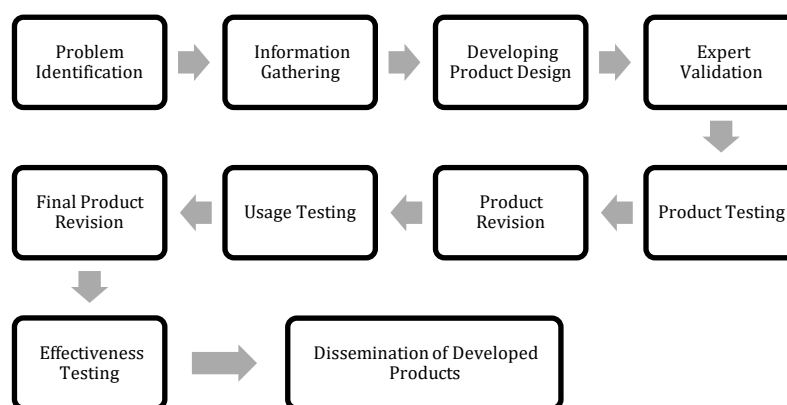 Problem
Identification
Information
Gathering
Developing
Product Design
Expert
Validation
Product Testing
Product
Revision
Usage Testing
Final Product
Revision
Effectiveness
Testing
Dissemination of Developed
Products